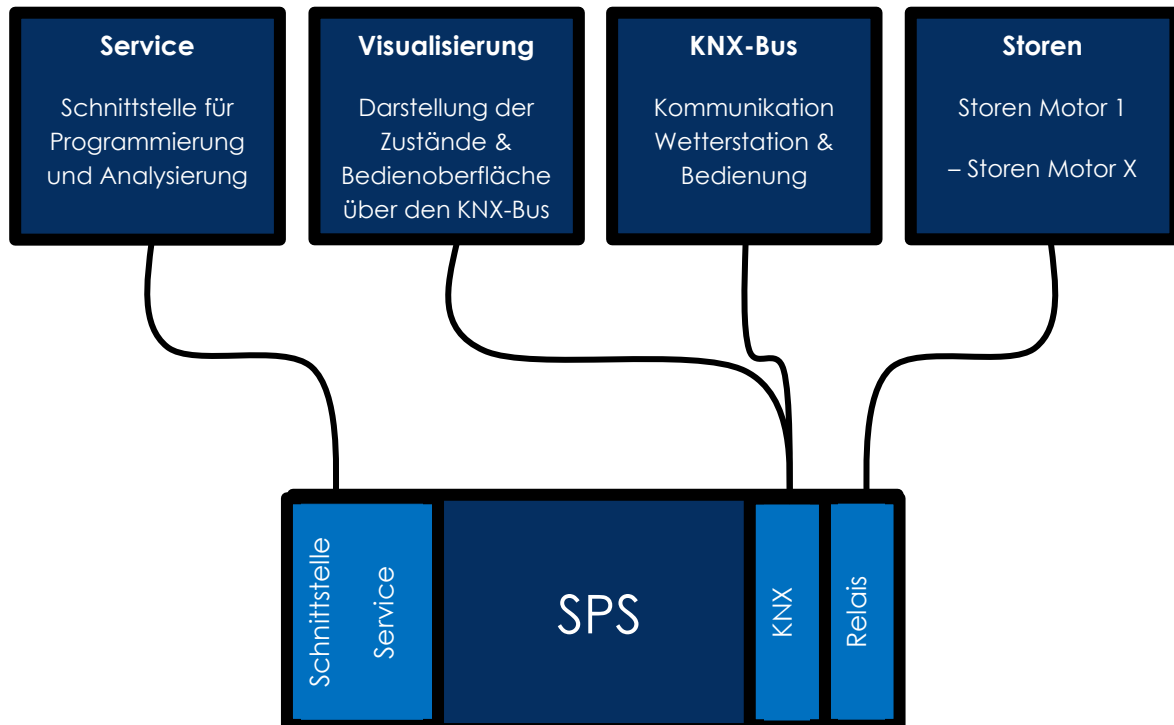 Service
Schnittstelle für
Programmierung
und Analysierung
Visualisierung
Darstellung der
Zustände &
Bedienoberfläche
über den KNX-Bus
KNX-Bus
Kommunikation
Wetterstation &
Bedienung
Storen
Storen Motor 1
– Storen Motor X
Schnittstelle
Service
SPS
KNX
Relais